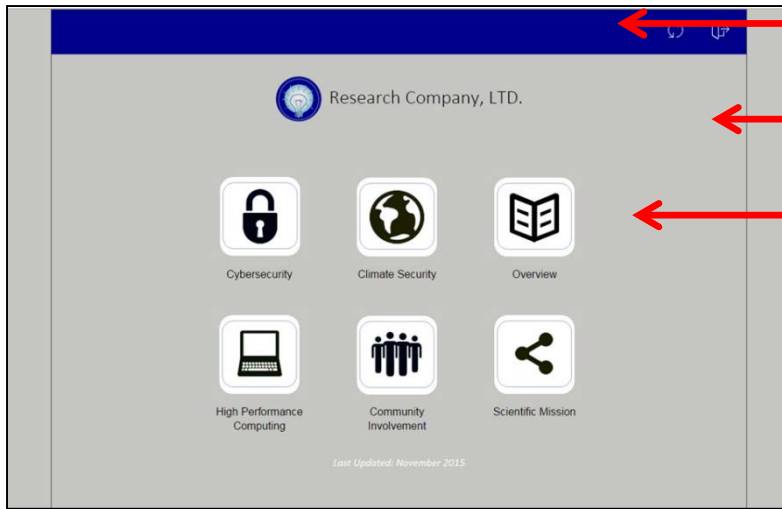 Research Company, LTD.
Cybersecurity
Climate Security
Overview
High Performance
Computing
Community
Involvement
Scientific Mission
Last Updated: November 2015